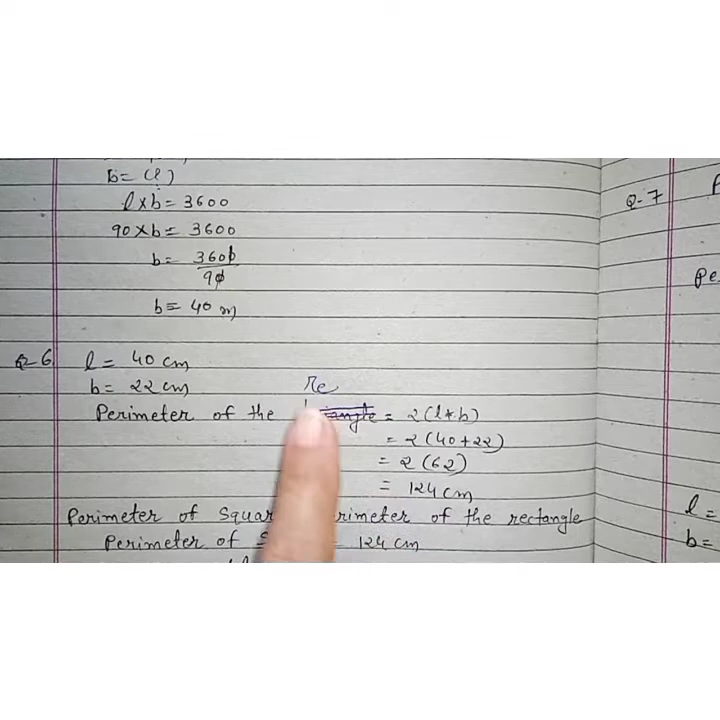 b= (?)
l×b= 3600
90×b= 3600
b= 3600
90
b= 40 m
Q-6 l= 40 cm
b= 22 cm
re
Perimeter of the = 2(l+b)
= 2(40+22)
= 2(62)
= 124 cm
Perimeter of Squar rimeter of the rectangle
Perimeter of = 124 cm
Q-7
Pe
l=
b=